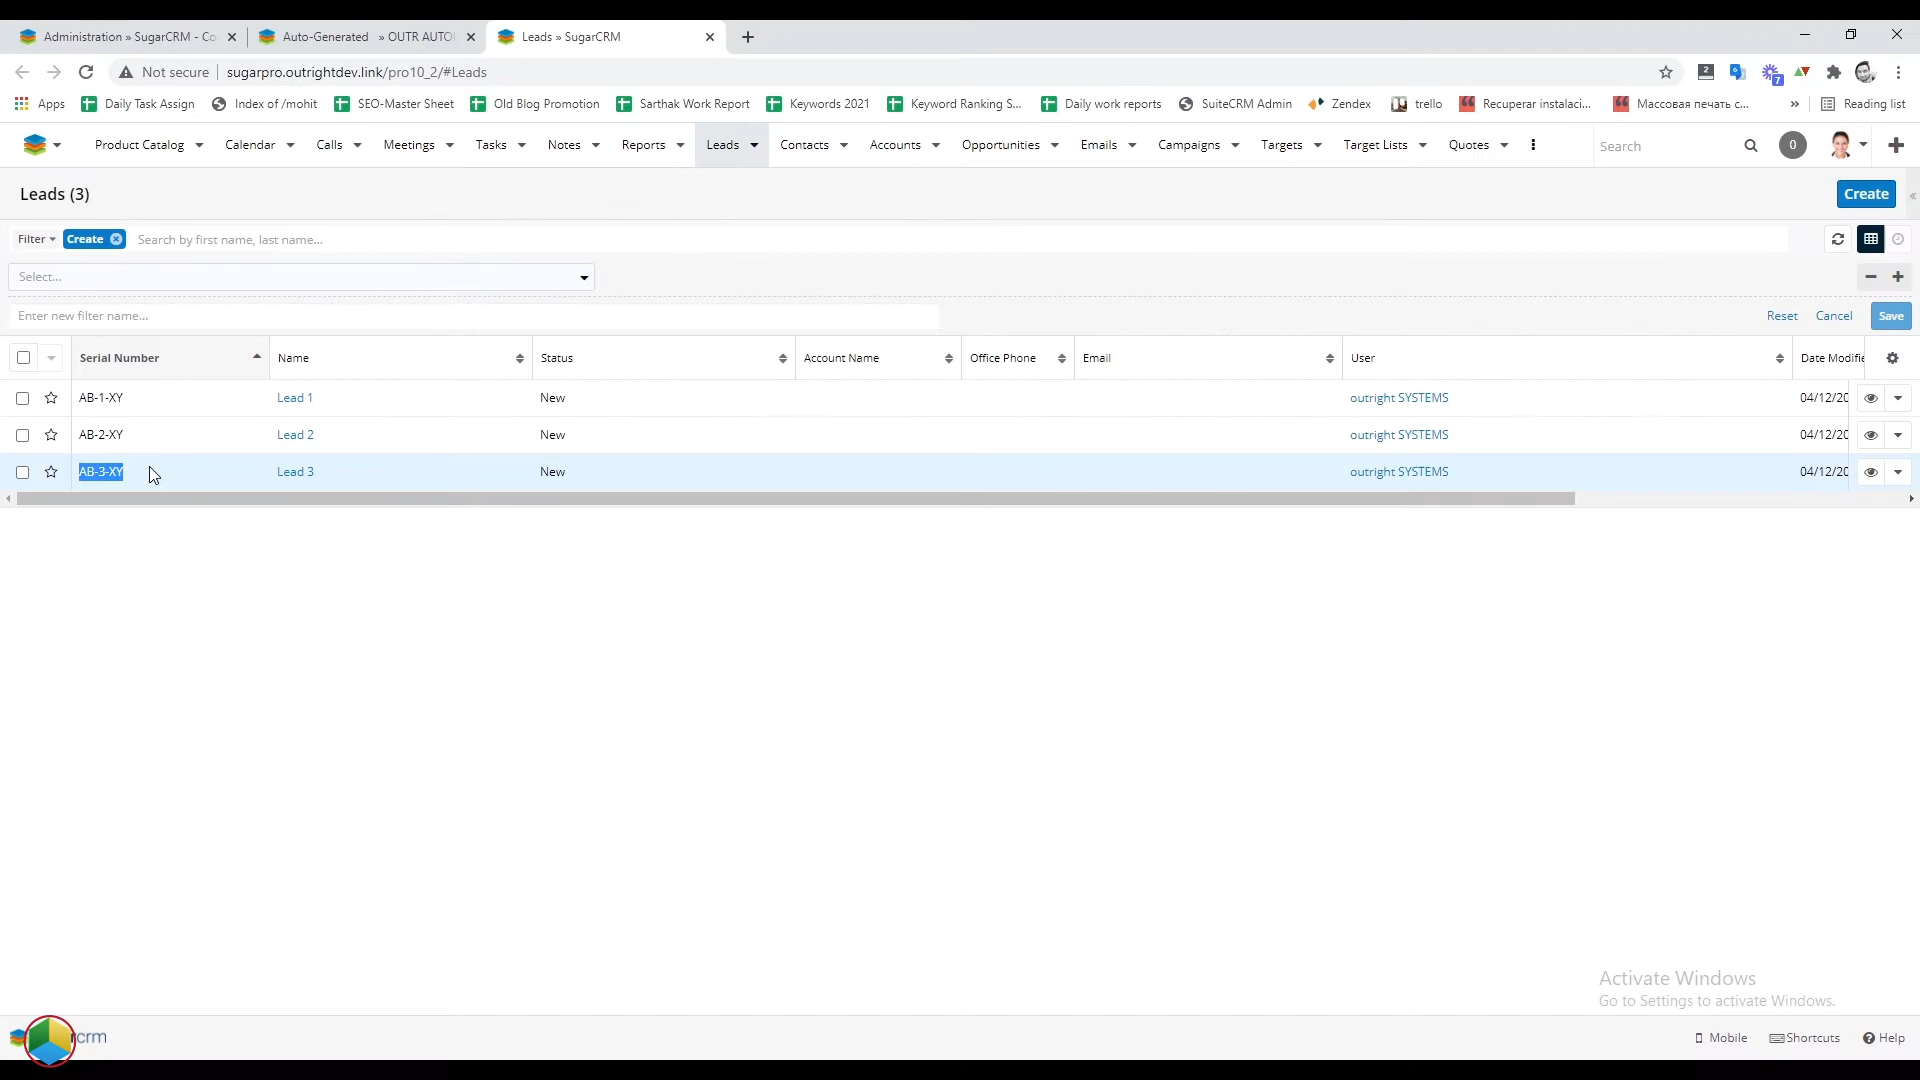 Administration » SugarCRM - Co
Auto-Generated » OUTR AUTO
Leads » SugarCRM
Not secure
sugarpro.outrightdev.link/pro10_2/#Leads
2
7
Apps
Daily Task Assign
Index of /mohit
SEO-Master Sheet
Old Blog Promotion
Sarthak Work Report
Keywords 2021
Keyword Ranking S...
Daily work reports
SuiteCRM Admin
Zendex
trello
Recuperar instalaci...
Массовая печать с...
»
Reading list
Product Catalog
Calendar
Calls
Meetings
Tasks
Notes
Reports
Leads
Contacts
Accounts
Opportunities
Emails
Campaigns
Targets
Target Lists
Quotes
Search
0
Leads (3)
Create
Filter
Create
Search by first name, last name...
Select...
Enter new filter name...
Reset
Cancel
Save
Serial Number
Name
Status
Account Name
Office Phone
Email
User
Date Modifie
AB-1-XY
Lead 1
New
outright SYSTEMS
04/12/20
AB-2-XY
Lead 2
New
outright SYSTEMS
04/12/20
AB-3-XY
Lead 3
New
outright SYSTEMS
04/12/20
Activate Windows
Go to Settings to activate Windows.
rcrm
Mobile
Shortcuts
Help